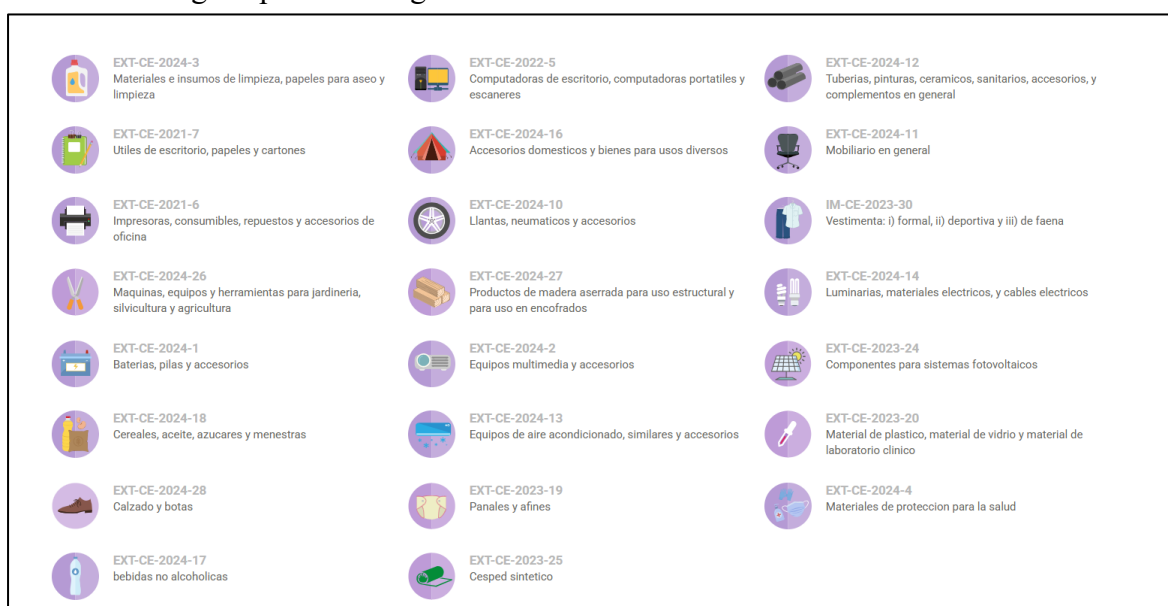 EXT-CE-2024-3
Materiales e insumos de limpieza, papeles para aseo y
limpieza
EXT-CE-2022-5
Computadoras de escritorio, computadoras portatiles y
escaneres
EXT-CE-2024-12
Tuberias, pinturas, ceramicos, sanitarios, accesorios, y
complementos en general
EXT-CE-2021-7
Utiles de escritorio, papeles y cartones
EXT-CE-2024-16
Accesorios domesticos y bienes para usos diversos
EXT-CE-2024-11
Mobiliario en general
EXT-CE-2021-6
Impresoras, consumibles, repuestos y accesorios de
oficina
EXT-CE-2024-10
Llantas, neumaticos y accesorios
IM-CE-2023-30
Vestimenta: i) formal, ii) deportiva y iii) de faena
EXT-CE-2024-26
Maquinas, equipos y herramientas para jardineria,
silvicultura y agricultura
EXT-CE-2024-27
Productos de madera aserrada para uso estructural y
para uso en encofrados
EXT-CE-2024-14
Luminarias, materiales electricos, y cables electricos
EXT-CE-2024-1
Baterias, pilas y accesorios
EXT-CE-2024-2
Equipos multimedia y accesorios
EXT-CE-2023-24
Componentes para sistemas fotovoltaicos
EXT-CE-2024-18
Cereales, aceite, azucares y menestras
EXT-CE-2024-13
Equipos de aire acondicionado, similares y accesorios
EXT-CE-2023-20
Material de plastico, material de vidrio y material de
laboratorio clinico
EXT-CE-2024-28
Calzado y botas
EXT-CE-2023-19
Panales y afines
EXT-CE-2024-4
Materiales de proteccion para la salud
EXT-CE-2024-17
bebidas no alcoholicas
EXT-CE-2023-25
Cesped sintetico